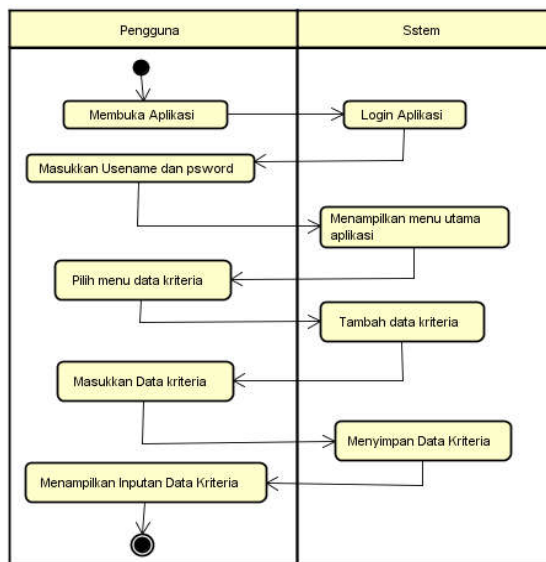 Pengguna
Sstem
Membuka Aplikasi
Login Aplikasi
Masukkan Usename dan psword
Menampilkan menu utama
aplikasi
Pilih menu data kriteria
Tambah data kriteria
Masukkan Data kriteria
Menyimpan Data Kriteria
Menampilkan Inputan Data Kriteria